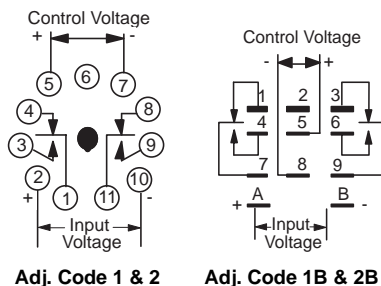 Control Voltage
+ -
5 6 7
4 8
3 9
2 1 11 10
+ Input Voltage -
Adj. Code 1 & 2
Control Voltage
- +
1 2 3
4 5 6
7 8 9
A B
+ Input Voltage -
Adj. Code 1B & 2B